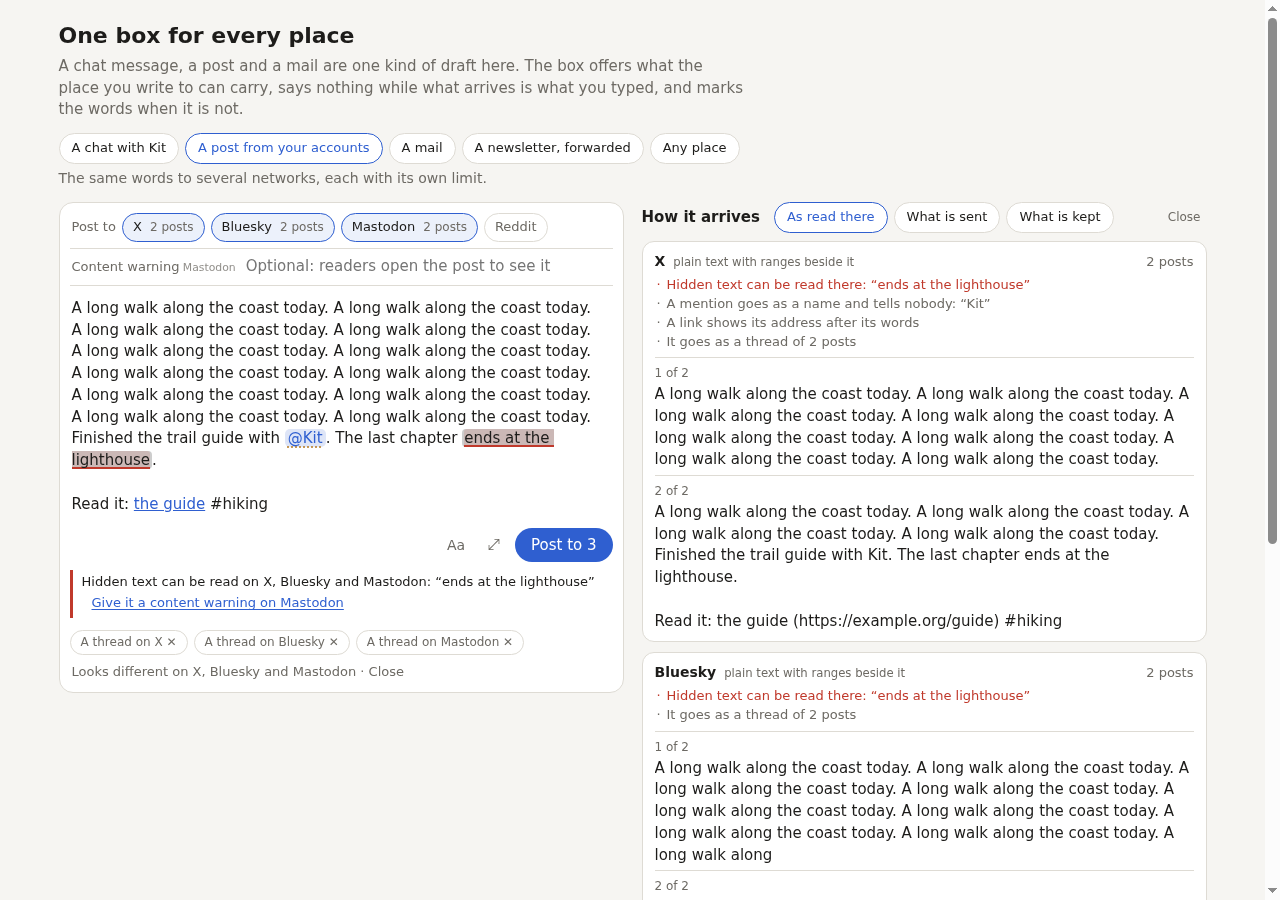 One box for every place
A chat message, a post and a mail are one kind of draft here. The box offers what the
place you write to can carry, says nothing while what arrives is what you typed, and marks
the words when it is not.
A chat with Kit
A post from your accounts
A mail
A newsletter, forwarded
Any place
The same words to several networks, each with its own limit.
Post to X 2 posts Bluesky 2 posts Mastodon 2 posts Reddit
Content warning Mastodon Optional: readers open the post to see it
A long walk along the coast today. A long walk along the coast today.
A long walk along the coast today. A long walk along the coast today.
A long walk along the coast today. A long walk along the coast today.
A long walk along the coast today. A long walk along the coast today.
A long walk along the coast today. A long walk along the coast today.
A long walk along the coast today. A long walk along the coast today.
Finished the trail guide with @Kit. The last chapter ends at the
lighthouse.
Read it: the guide #hiking
Aa
Post to 3
Hidden text can be read on X, Bluesky and Mastodon: “ends at the lighthouse”
Give it a content warning on Mastodon
A thread on X ✕ A thread on Bluesky ✕ A thread on Mastodon ✕
Looks different on X, Bluesky and Mastodon · Close
How it arrives
As read there
What is sent
What is kept
Close
X plain text with ranges beside it 2 posts
· Hidden text can be read there: “ends at the lighthouse”
· A mention goes as a name and tells nobody: “Kit”
· A link shows its address after its words
· It goes as a thread of 2 posts
1 of 2
A long walk along the coast today. A long walk along the coast today. A
long walk along the coast today. A long walk along the coast today. A
long walk along the coast today. A long walk along the coast today. A
long walk along the coast today. A long walk along the coast today.
2 of 2
A long walk along the coast today. A long walk along the coast today. A
long walk along the coast today. A long walk along the coast today.
Finished the trail guide with Kit. The last chapter ends at the
lighthouse.
Read it: the guide (https://example.org/guide) #hiking
Bluesky plain text with ranges beside it 2 posts
· Hidden text can be read there: “ends at the lighthouse”
· It goes as a thread of 2 posts
1 of 2
A long walk along the coast today. A long walk along the coast today. A
long walk along the coast today. A long walk along the coast today. A
long walk along the coast today. A long walk along the coast today. A
long walk along the coast today. A long walk along the coast today. A
long walk along
2 of 2